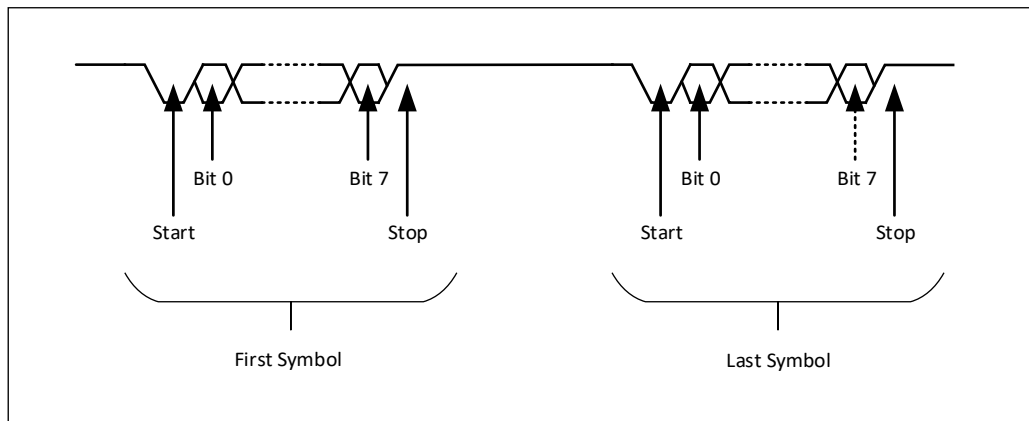 Bit 0 Bit 7 Bit 0 Bit 7
Start Stop Start Stop
First Symbol Last Symbol